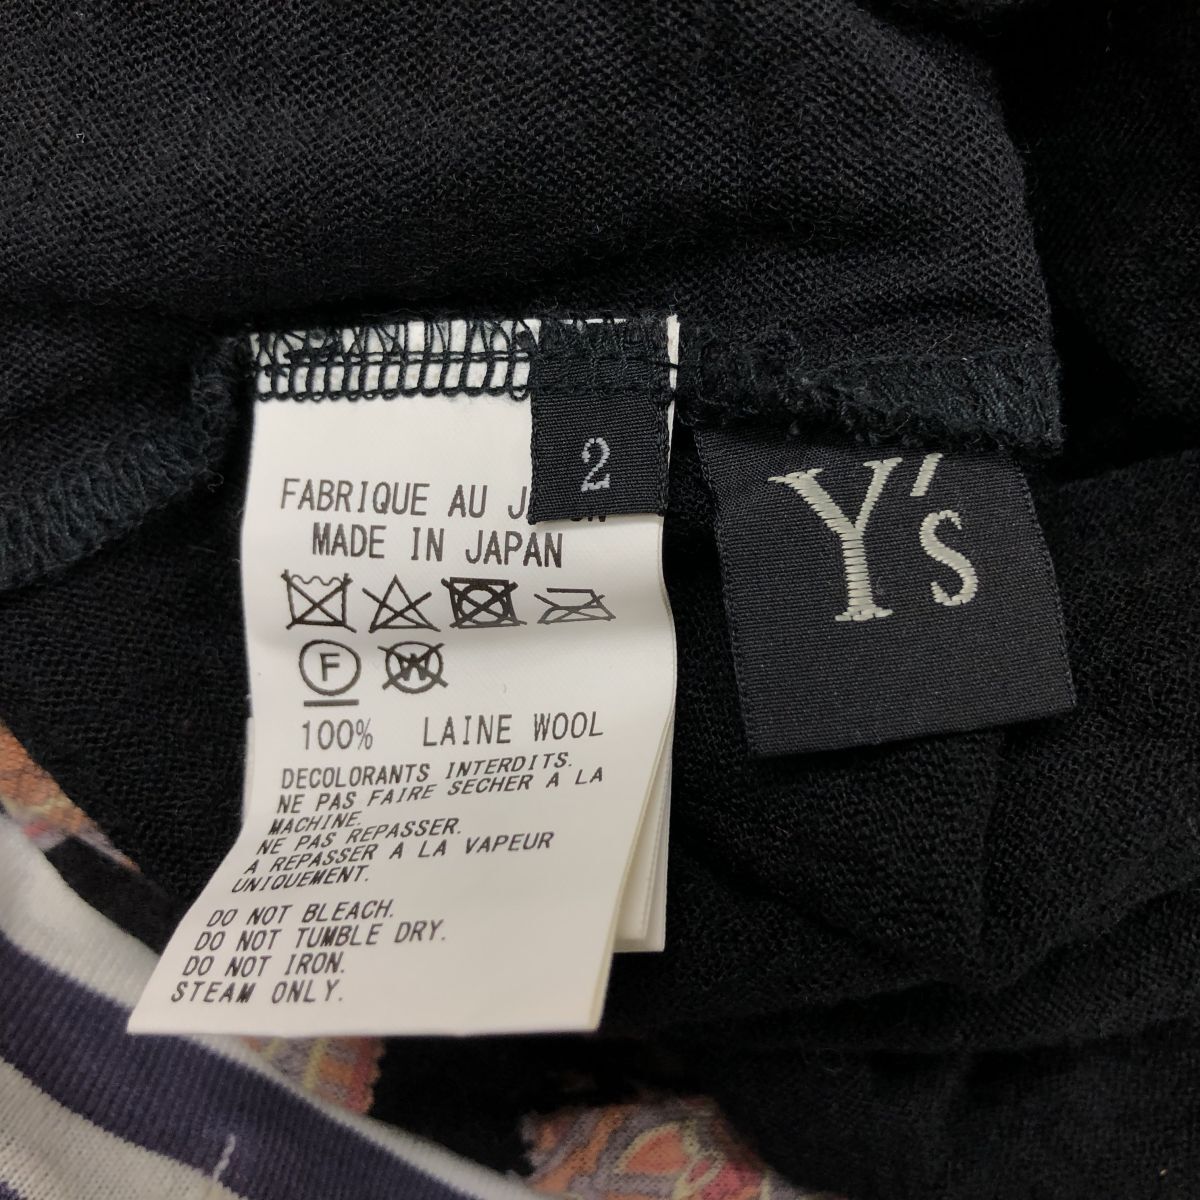 2
Y's
FABRIQUE AU
MADE IN JAPAN
F
W
100% LAINE WOOL
DECOLORANTS INTERDITS.
NE PAS FAIRE SECHER A LA
MACHINE.
NE PAS REPASSER.
A REPASSER A LA VAPEUR
UNIQUEMENT.
DO NOT BLEACH.
DO NOT TUMBLE DRY.
DO NOT IRON.
STEAM ONLY.